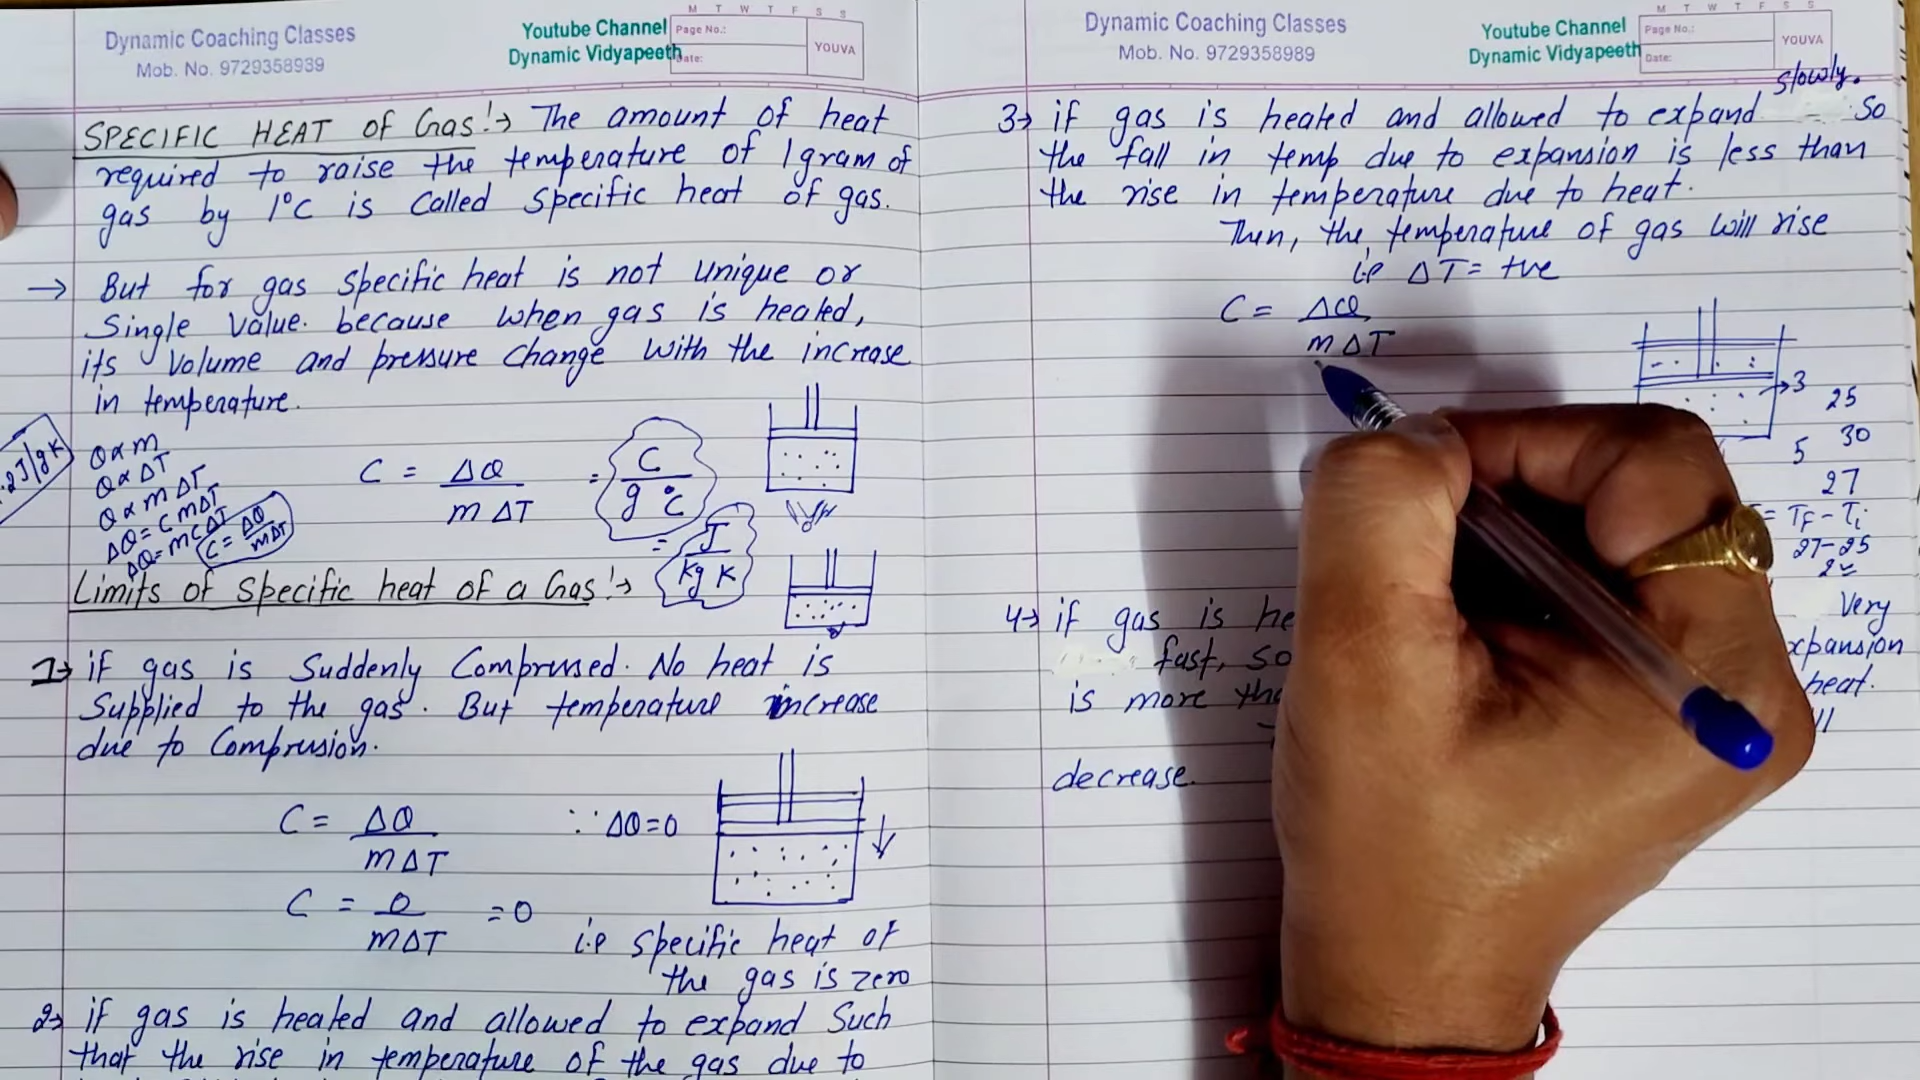 Dynamic Coaching Classes
Mob. No. 9729358939
Youtube Channel
Dynamic Vidyapeeth
M T W T F S S
Page No.:
Date:
YOUVA
SPECIFIC HEAT of Gas!→ The amount of heat
required to raise the temperature of 1gram of
gas by 1°C is Called Specific heat of gas.
→ But for gas specific heat is not unique or
Single value. because when gas is heated,
its volume and pressure change with the increase
in temperature.
2J/gK
Q∝m
Q∝ΔT
Q∝mΔT
ΔQ=CmΔT
ΔQ=mCΔT
C=ΔQ/mΔT
C = ΔQ/mΔT = C/g°C
= J/kg K
Limits of Specific heat of a Gas!→
1→ if gas is Suddenly Compressed. No heat is
Supplied to the gas. But temperature increase
due to Compression.
C = ΔQ/mΔT ∵ ΔQ=0
C = 0/mΔT =0
i.e specific heat of
the gas is zero
2→ if gas is heated and allowed to expand Such
that the rise in temperature of the gas due to
Dynamic Coaching Classes
Mob. No. 9729358989
Youtube Channel
Dynamic Vidyapeeth
M T W T F S S
Page No.:
Date:
YOUVA
slowly.
3→ if gas is heated and allowed to expand So
the fall in temp due to expansion is less than
the rise in temperature due to heat.
Then, the temperature of gas will rise
i.e ΔT= +ve
C = ΔQ/mΔT
3
25
5 30
27
= TF - Ti
27-25
2
4→ if gas is he Very
fast, so xpansion
is more tha heat.
decrease.